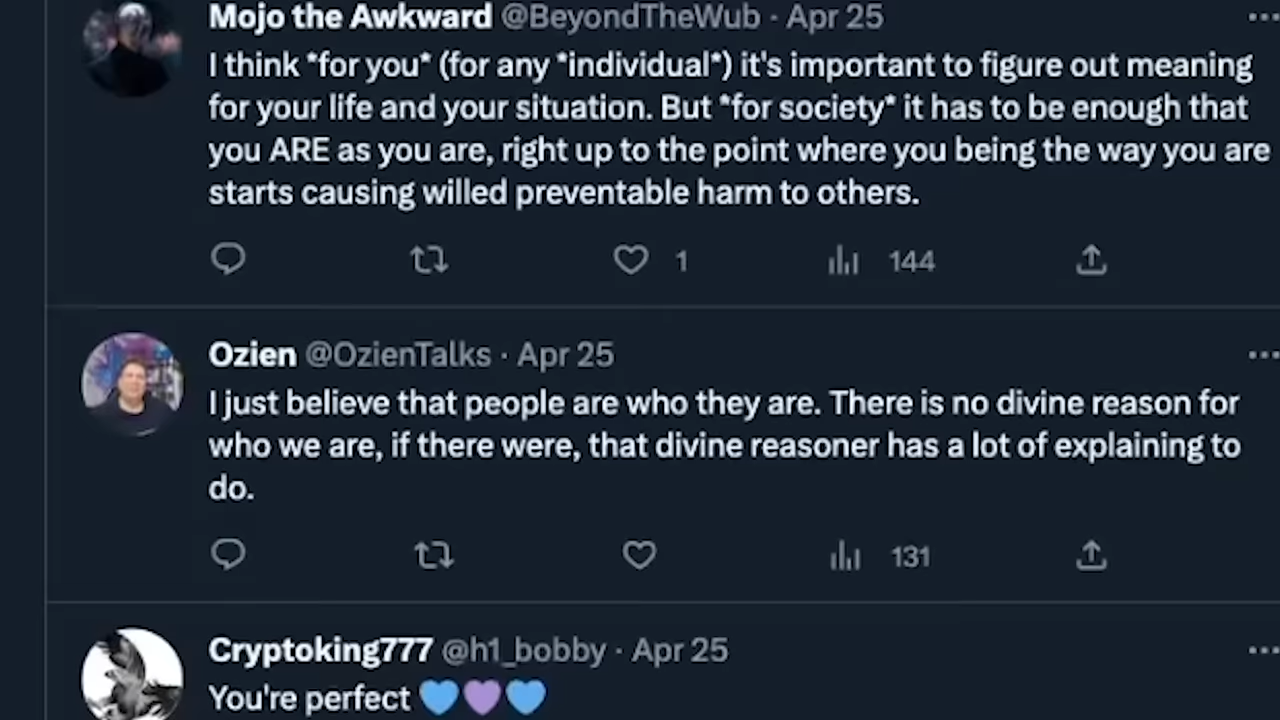 Mojo the Awkward @BeyondTheWub · Apr 25
I think *for you* (for any *individual*) it's important to figure out meaning
for your life and your situation. But *for society* it has to be enough that
you ARE as you are, right up to the point where you being the way you are
starts causing willed preventable harm to others.
1 144
Ozien @OzienTalks · Apr 25
I just believe that people are who they are. There is no divine reason for
who we are, if there were, that divine reasoner has a lot of explaining to
do.
131
Cryptoking777 @h1_bobby · Apr 25
You're perfect 💙💜💙